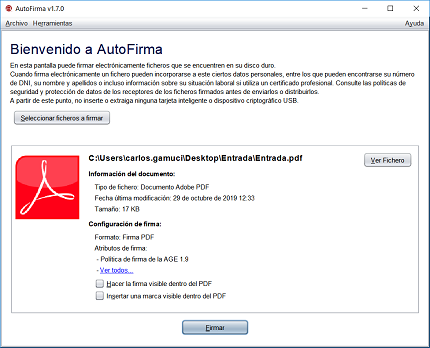 AutoFirma v1.7.0
Archivo Herramientas Ayuda
Bienvenido a AutoFirma
En esta pantalla puede firmar electrónicamente ficheros que se encuentren en su disco duro.
Cuando firma electrónicamente un fichero pueden incorporarse a este ciertos datos personales, entre los que pueden encontrarse su número
de DNI, su nombre y apellidos o incluso información sobre su situación laboral si utiliza un certificado profesional. Consulte las políticas de
seguridad y protección de datos de los receptores de los ficheros firmados antes de enviarlos o distribuirlos.
A partir de este punto, no inserte o extraiga ninguna tarjeta inteligente o dispositivo criptográfico USB.
Seleccionar ficheros a firmar
C:\Users\carlos.gamuci\Desktop\Entrada\Entrada.pdf
Ver Fichero
Información del documento:
Tipo de fichero: Documento Adobe PDF
Fecha última modificación: 29 de octubre de 2019 12:33
Tamaño: 17 KB
Configuración de firma:
Formato: Firma PDF
Atributos de firma:
- Política de firma de la AGE 1.9
- Ver todos...
Hacer la firma visible dentro del PDF
Insertar una marca visible dentro del PDF
Firmar